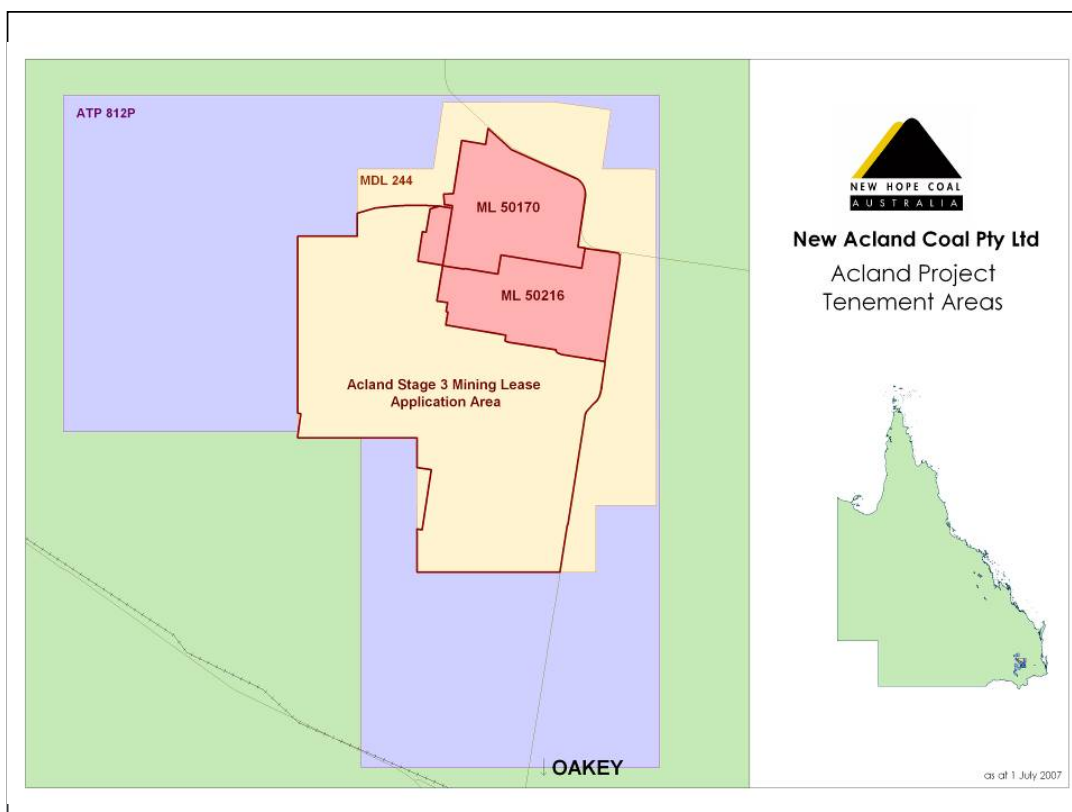 ATP 812P
MDL 244
ML 50170
ML 50216
Acland Stage 3 Mining Lease
Application Area
OAKEY
NEW HOPE COAL
AUSTRALIA
New Acland Coal Pty Ltd
Acland Project
Tenement Areas
as at 1 July 2007